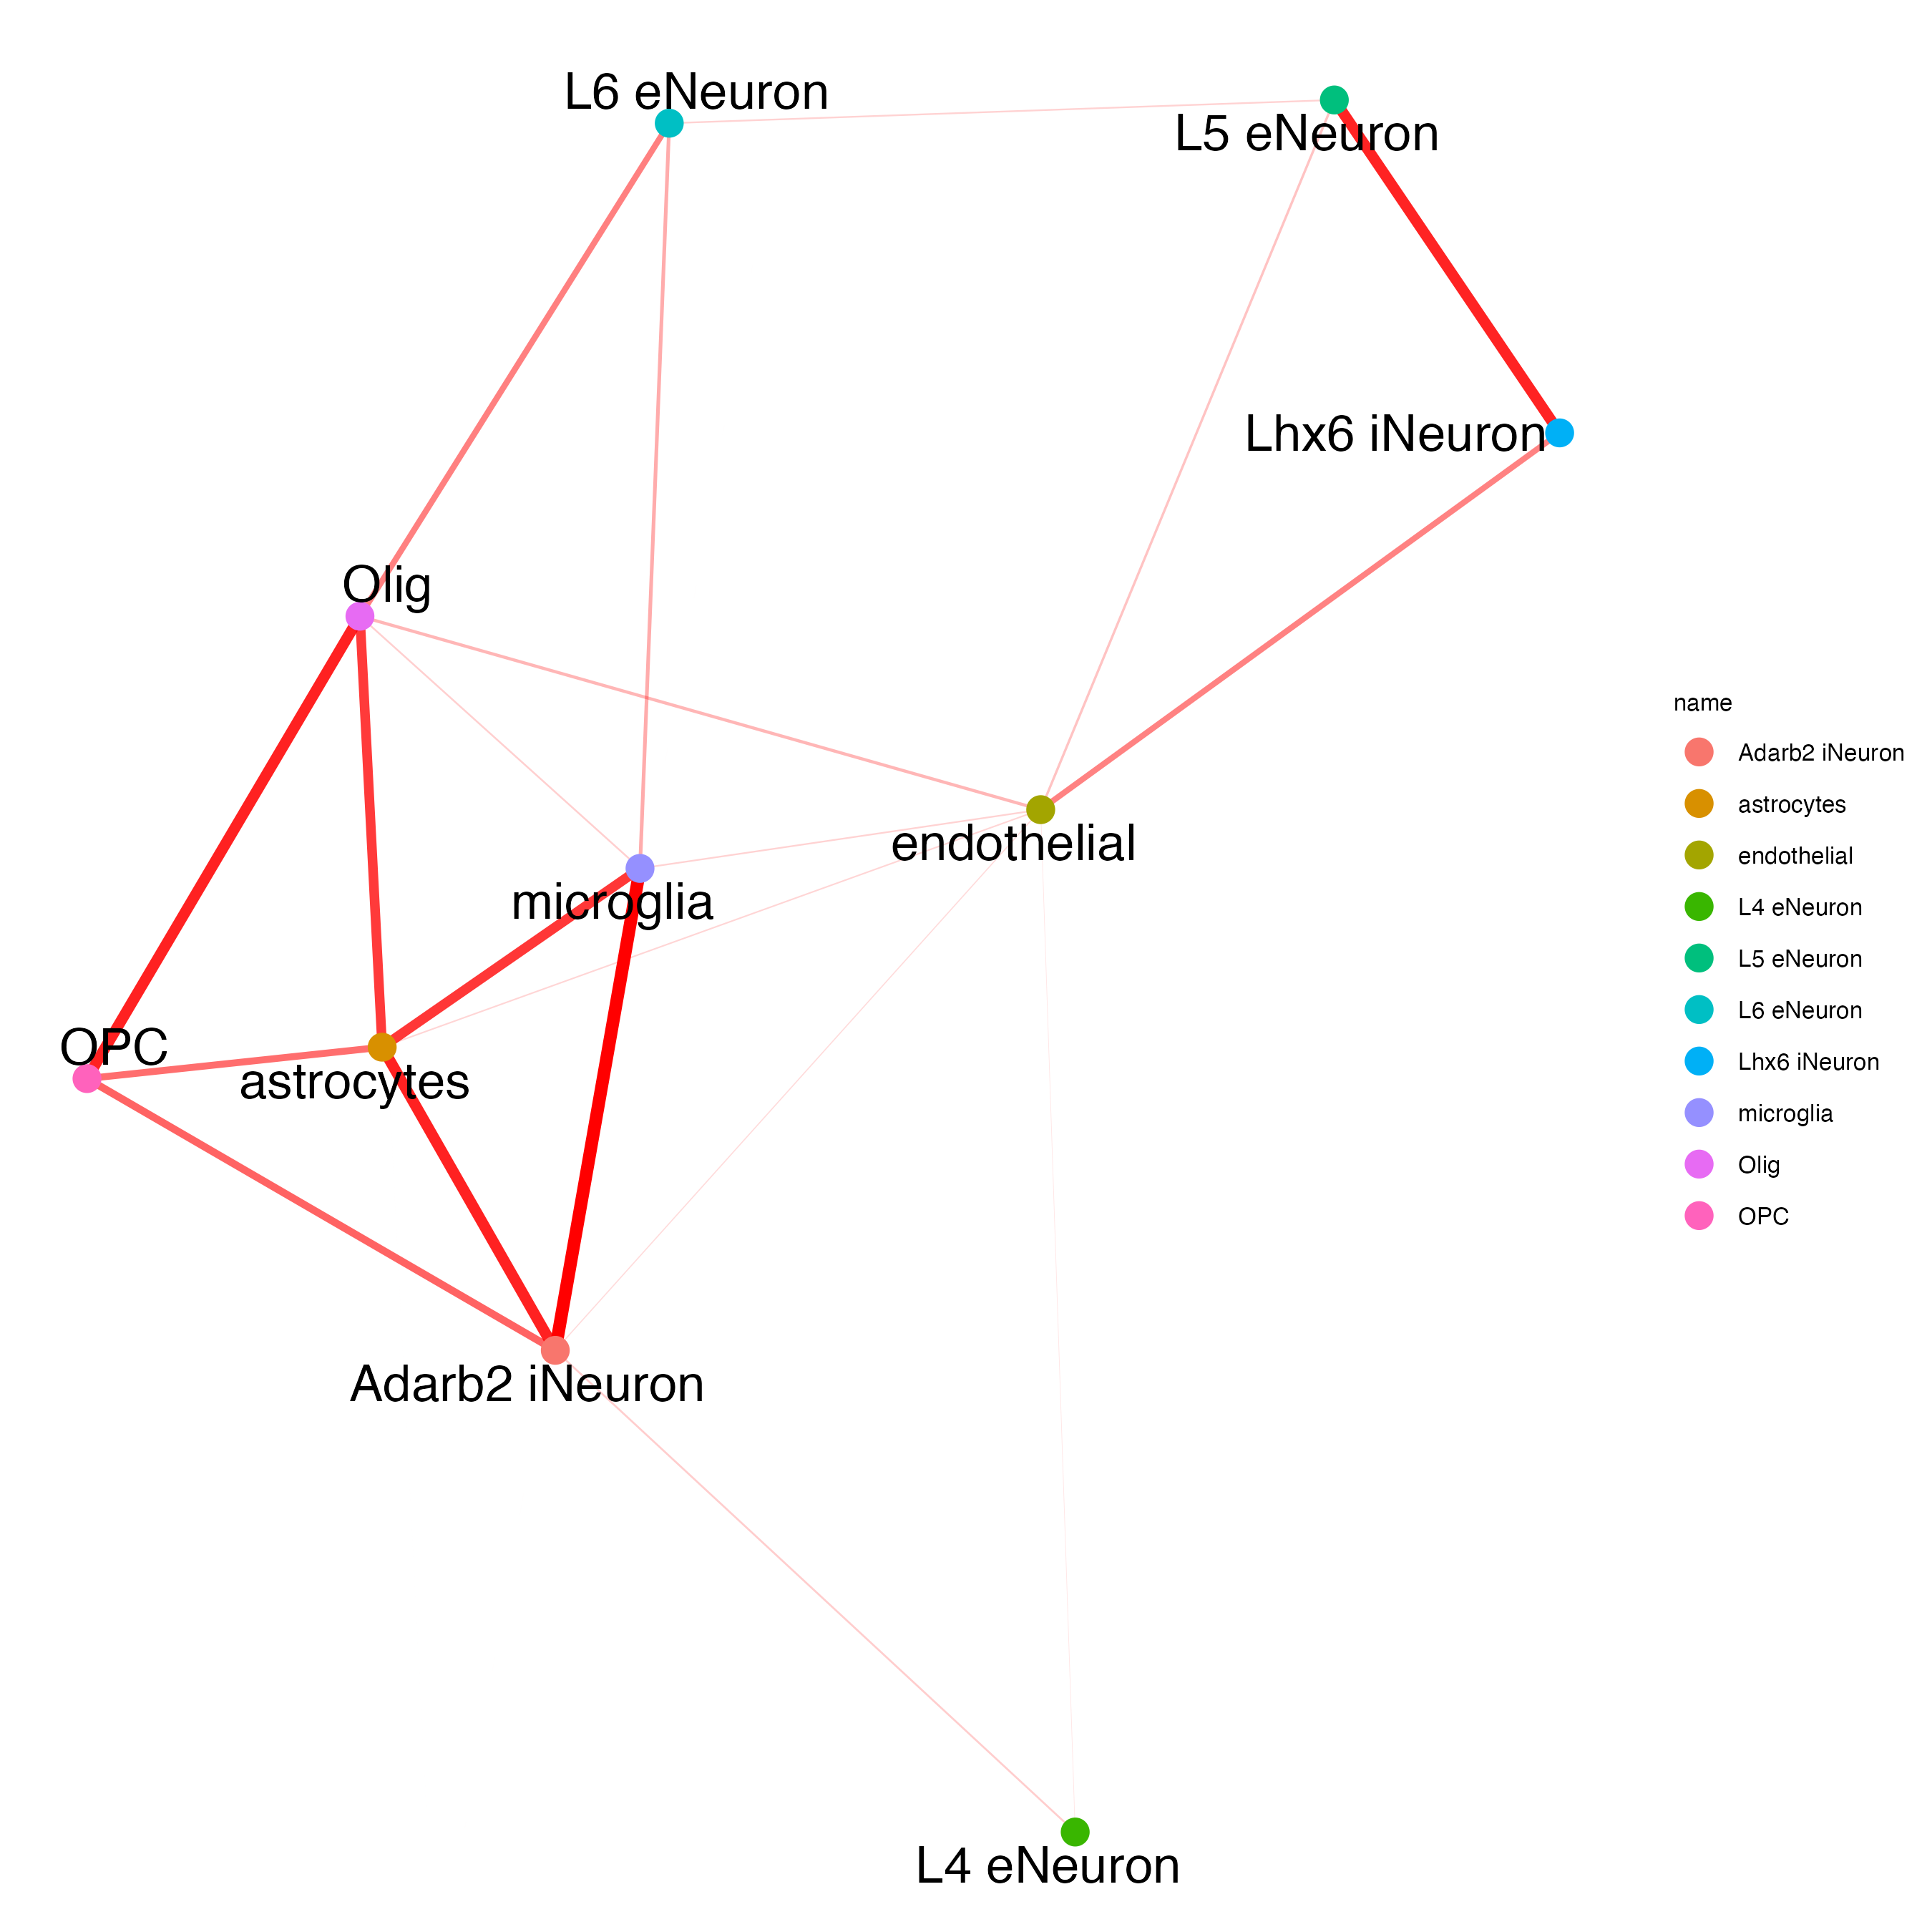 L6 eNeuron
L5 eNeuron
Lhx6 iNeuron
Olig
endothelial
microglia
OPC
astrocytes
Adarb2 iNeuron
L4 eNeuron
name
Adarb2 iNeuron
astrocytes
endothelial
L4 eNeuron
L5 eNeuron
L6 eNeuron
Lhx6 iNeuron
microglia
Olig
OPC